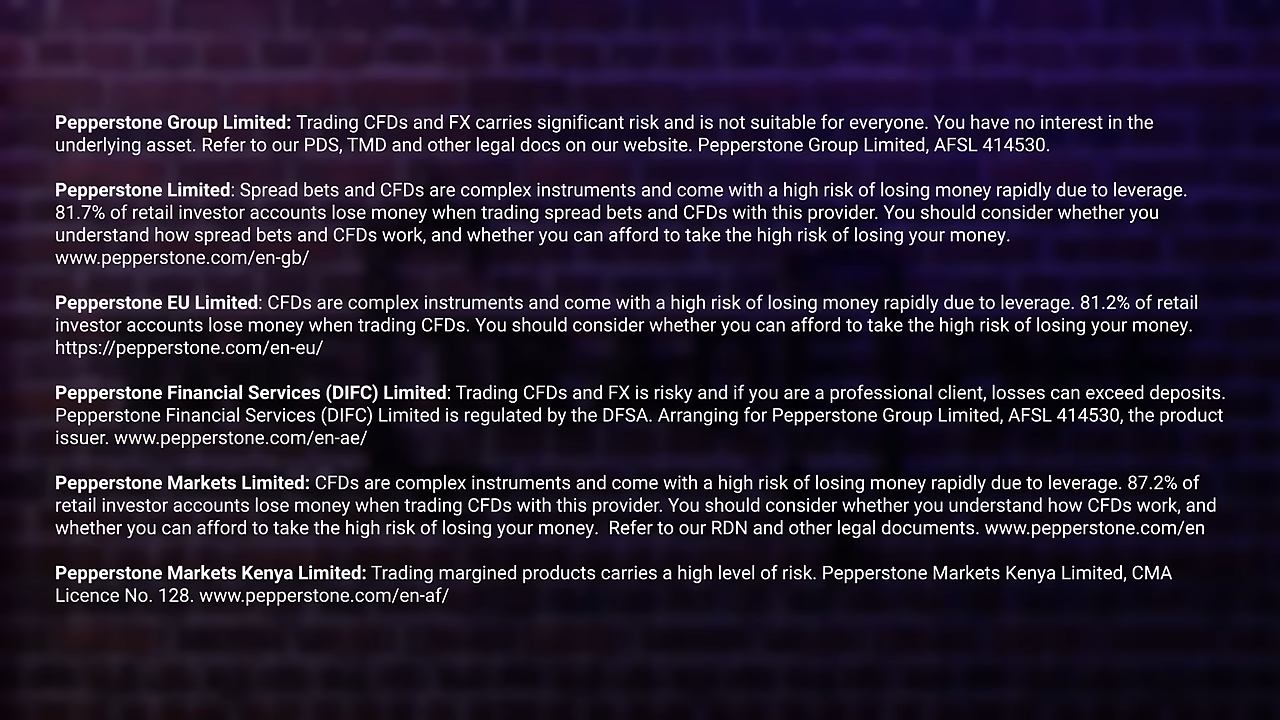 Pepperstone Group Limited: Trading CFDs and FX carries significant risk and is not suitable for everyone. You have no interest in the
underlying asset. Refer to our PDS, TMD and other legal docs on our website. Pepperstone Group Limited, AFSL 414530.
Pepperstone Limited: Spread bets and CFDs are complex instruments and come with a high risk of losing money rapidly due to leverage.
81.7% of retail investor accounts lose money when trading spread bets and CFDs with this provider. You should consider whether you
understand how spread bets and CFDs work, and whether you can afford to take the high risk of losing your money.
www.pepperstone.com/en-gb/
Pepperstone EU Limited: CFDs are complex instruments and come with a high risk of losing money rapidly due to leverage. 81.2% of retail
investor accounts lose money when trading CFDs. You should consider whether you can afford to take the high risk of losing your money.
https://pepperstone.com/en-eu/
Pepperstone Financial Services (DIFC) Limited: Trading CFDs and FX is risky and if you are a professional client, losses can exceed deposits.
Pepperstone Financial Services (DIFC) Limited is regulated by the DFSA. Arranging for Pepperstone Group Limited, AFSL 414530, the product
issuer. www.pepperstone.com/en-ae/
Pepperstone Markets Limited: CFDs are complex instruments and come with a high risk of losing money rapidly due to leverage. 87.2% of
retail investor accounts lose money when trading CFDs with this provider. You should consider whether you understand how CFDs work, and
whether you can afford to take the high risk of losing your money.  Refer to our RDN and other legal documents. www.pepperstone.com/en
Pepperstone Markets Kenya Limited: Trading margined products carries a high level of risk. Pepperstone Markets Kenya Limited, CMA
Licence No. 128. www.pepperstone.com/en-af/